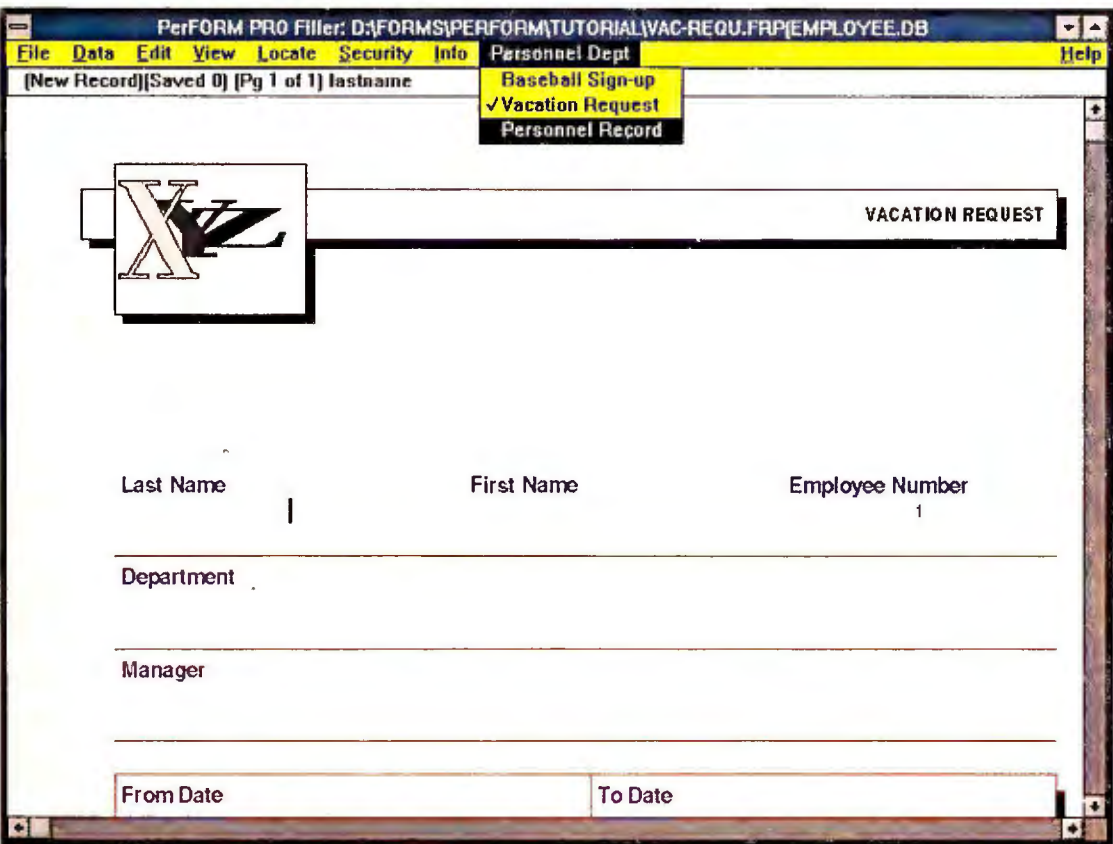 PerFORM PRO Filler: D:\FORMS\PERFORM\TUTORIAL\VAC-REQU.FRP[EMPLOYEE.DB
File Data Edit View Locate Security Info Personnel Dept Help
[New Record][Saved 0] [Pg 1 of 1] lastname
Baseball Sign-up
√Vacation Request
Personnel Record
XYZ
VACATION REQUEST
Last Name First Name Employee Number
1
Department
Manager
From Date To Date